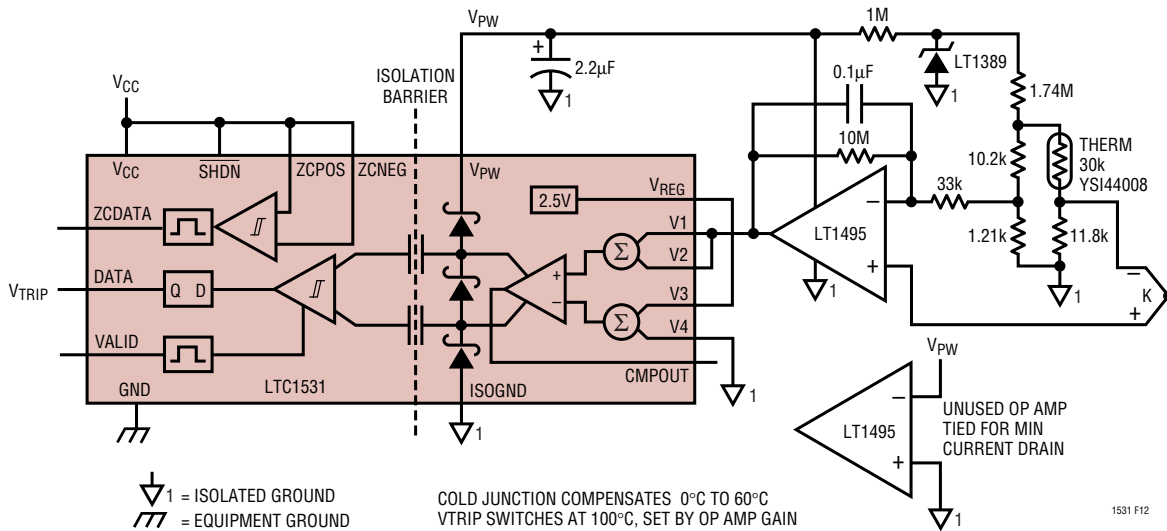 VPW
1M
LT1389
1
+
2.2µF
1
0.1µF
10M
1.74M
VCC
ISOLATION
BARRIER
VCC
SHDN
ZCPOS
ZCNEG
VPW
VREG
2.5V
10.2k
THERM
30k
YSI44008
33k
1.21k
11.8k
1
ZCDATA
V1
V2
Σ
+
−
LT1495
−
+
1
−
K
+
VTRIP
DATA
Q D
V3
V4
Σ
VALID
CMPOUT
GND
LTC1531
ISOGND
1
1
VPW
−
LT1495
+
1
UNUSED OP AMP
TIED FOR MIN
CURRENT DRAIN
1 = ISOLATED GROUND
= EQUIPMENT GROUND
COLD JUNCTION COMPENSATES 0°C TO 60°C
VTRIP SWITCHES AT 100°C, SET BY OP AMP GAIN
1531 F12